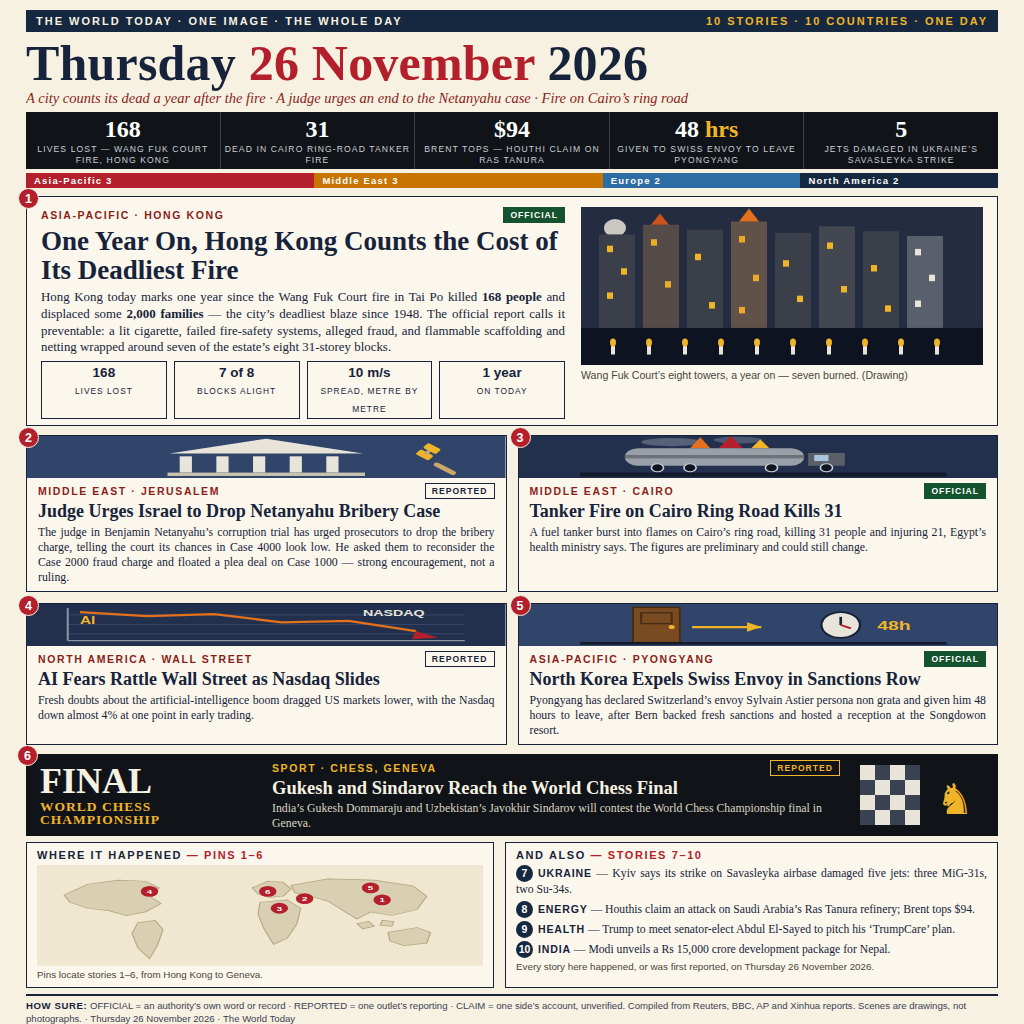 THE WORLD TODAY · ONE IMAGE · THE WHOLE DAY
10 STORIES · 10 COUNTRIES · ONE DAY
Thursday 26 November 2026
A city counts its dead a year after the fire · A judge urges an end to the Netanyahu case · Fire on Cairo's ring road
168
LIVES LOST — WANG FUK COURT
FIRE, HONG KONG
31
DEAD IN CAIRO RING-ROAD TANKER
FIRE
$94
BRENT TOPS — HOUTHI CLAIM ON
RAS TANURA
48 hrs
GIVEN TO SWISS ENVOY TO LEAVE
PYONGYANG
5
JETS DAMAGED IN UKRAINE'S
SAVASLEYKA STRIKE
Asia-Pacific 3
Middle East 3
Europe 2
North America 2
1
ASIA-PACIFIC · HONG KONG
OFFICIAL
One Year On, Hong Kong Counts the Cost of
Its Deadliest Fire
Hong Kong today marks one year since the Wang Fuk Court fire in Tai Po killed 168 people and
displaced some 2,000 families — the city's deadliest blaze since 1948. The official report calls it
preventable: a lit cigarette, failed fire-safety systems, alleged fraud, and flammable scaffolding and
netting wrapped around seven of the estate's eight 31-storey blocks.
168
LIVES LOST
7 of 8
BLOCKS ALIGHT
10 m/s
SPREAD, METRE BY
METRE
1 year
ON TODAY
Wang Fuk Court's eight towers, a year on — seven burned. (Drawing)
2
MIDDLE EAST · JERUSALEM
REPORTED
Judge Urges Israel to Drop Netanyahu Bribery Case
The judge in Benjamin Netanyahu's corruption trial has urged prosecutors to drop the bribery
charge, telling the court its chances in Case 4000 look low. He asked them to reconsider the
Case 2000 fraud charge and floated a plea deal on Case 1000 — strong encouragement, not a
ruling.
3
MIDDLE EAST · CAIRO
OFFICIAL
Tanker Fire on Cairo Ring Road Kills 31
A fuel tanker burst into flames on Cairo's ring road, killing 31 people and injuring 21, Egypt's
health ministry says. The figures are preliminary and could still change.
4
AI
NASDAQ
NORTH AMERICA · WALL STREET
REPORTED
AI Fears Rattle Wall Street as Nasdaq Slides
Fresh doubts about the artificial-intelligence boom dragged US markets lower, with the Nasdaq
down almost 4% at one point in early trading.
5
48h
ASIA-PACIFIC · PYONGYANG
OFFICIAL
North Korea Expels Swiss Envoy in Sanctions Row
Pyongyang has declared Switzerland's envoy Sylvain Astier persona non grata and given him 48
hours to leave, after Bern backed fresh sanctions and hosted a reception at the Songdowon
resort.
6
FINAL
WORLD CHESS
CHAMPIONSHIP
SPORT · CHESS, GENEVA
REPORTED
Gukesh and Sindarov Reach the World Chess Final
India's Gukesh Dommaraju and Uzbekistan's Javokhir Sindarov will contest the World Chess Championship final in
Geneva.
WHERE IT HAPPENED — PINS 1–6
4
6
3
2
5
1
Pins locate stories 1–6, from Hong Kong to Geneva.
AND ALSO — STORIES 7–10
7 UKRAINE — Kyiv says its strike on Savasleyka airbase damaged five jets: three MiG-31s,
two Su-34s.
8 ENERGY — Houthis claim an attack on Saudi Arabia's Ras Tanura refinery; Brent tops $94.
9 HEALTH — Trump to meet senator-elect Abdul El-Sayed to pitch his 'TrumpCare' plan.
10 INDIA — Modi unveils a Rs 15,000 crore development package for Nepal.
Every story here happened, or was first reported, on Thursday 26 November 2026.
HOW SURE: OFFICIAL = an authority's own word or record · REPORTED = one outlet's reporting · CLAIM = one side's account, unverified. Compiled from Reuters, BBC, AP and Xinhua reports. Scenes are drawings, not
photographs. · Thursday 26 November 2026 · The World Today